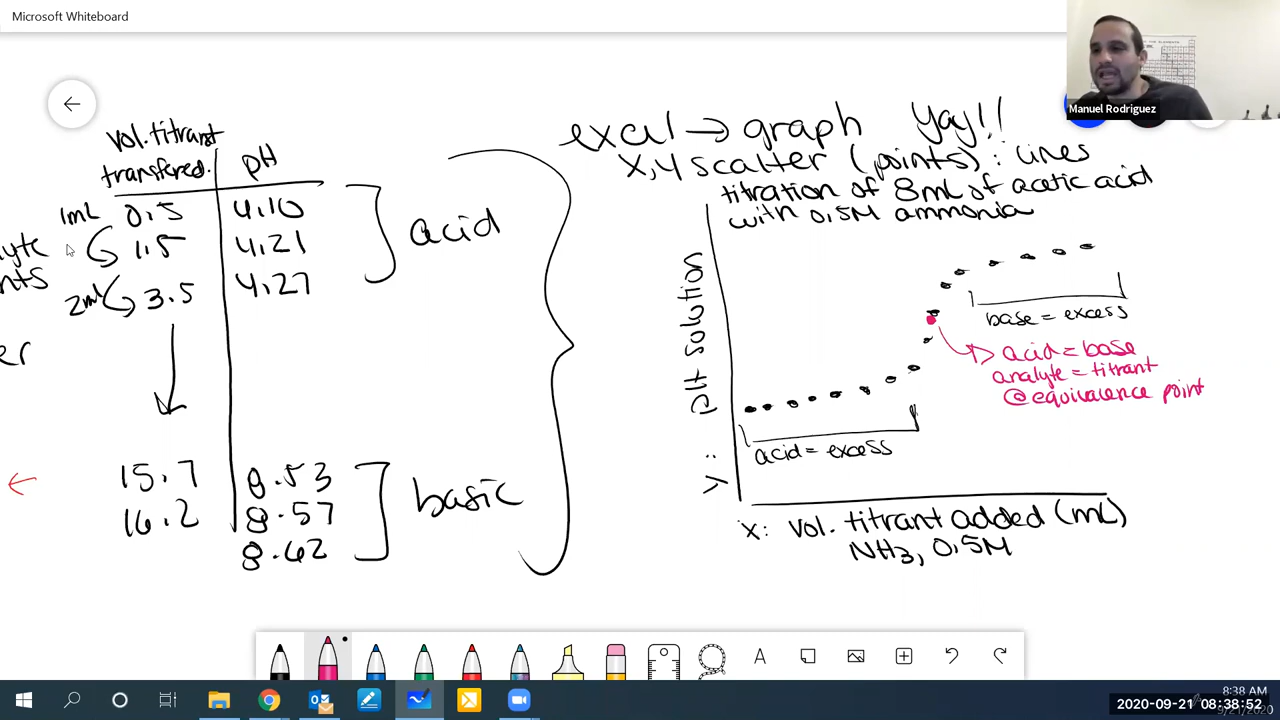 Microsoft Whiteboard
Manuel Rodriguez
vol. titrant
transferred.
pH
1mL
0.5
4.10
1.5
4.21
2mL
3.5
4.27
acid
15.7
8.53
16.2
8.57
8.62
basic
excel → graph Yay!!
X,Y scatter (points): lines
titration of 8mL of acetic acid
with 0.5M ammonia
Y: pH solution
base = excess
acid = base
analyte = titrant
@equivalence point
acid = excess
X: vol. titrant added (mL)
NH3, 0.5M
8:38 AM
2020-09-21 08:38:52